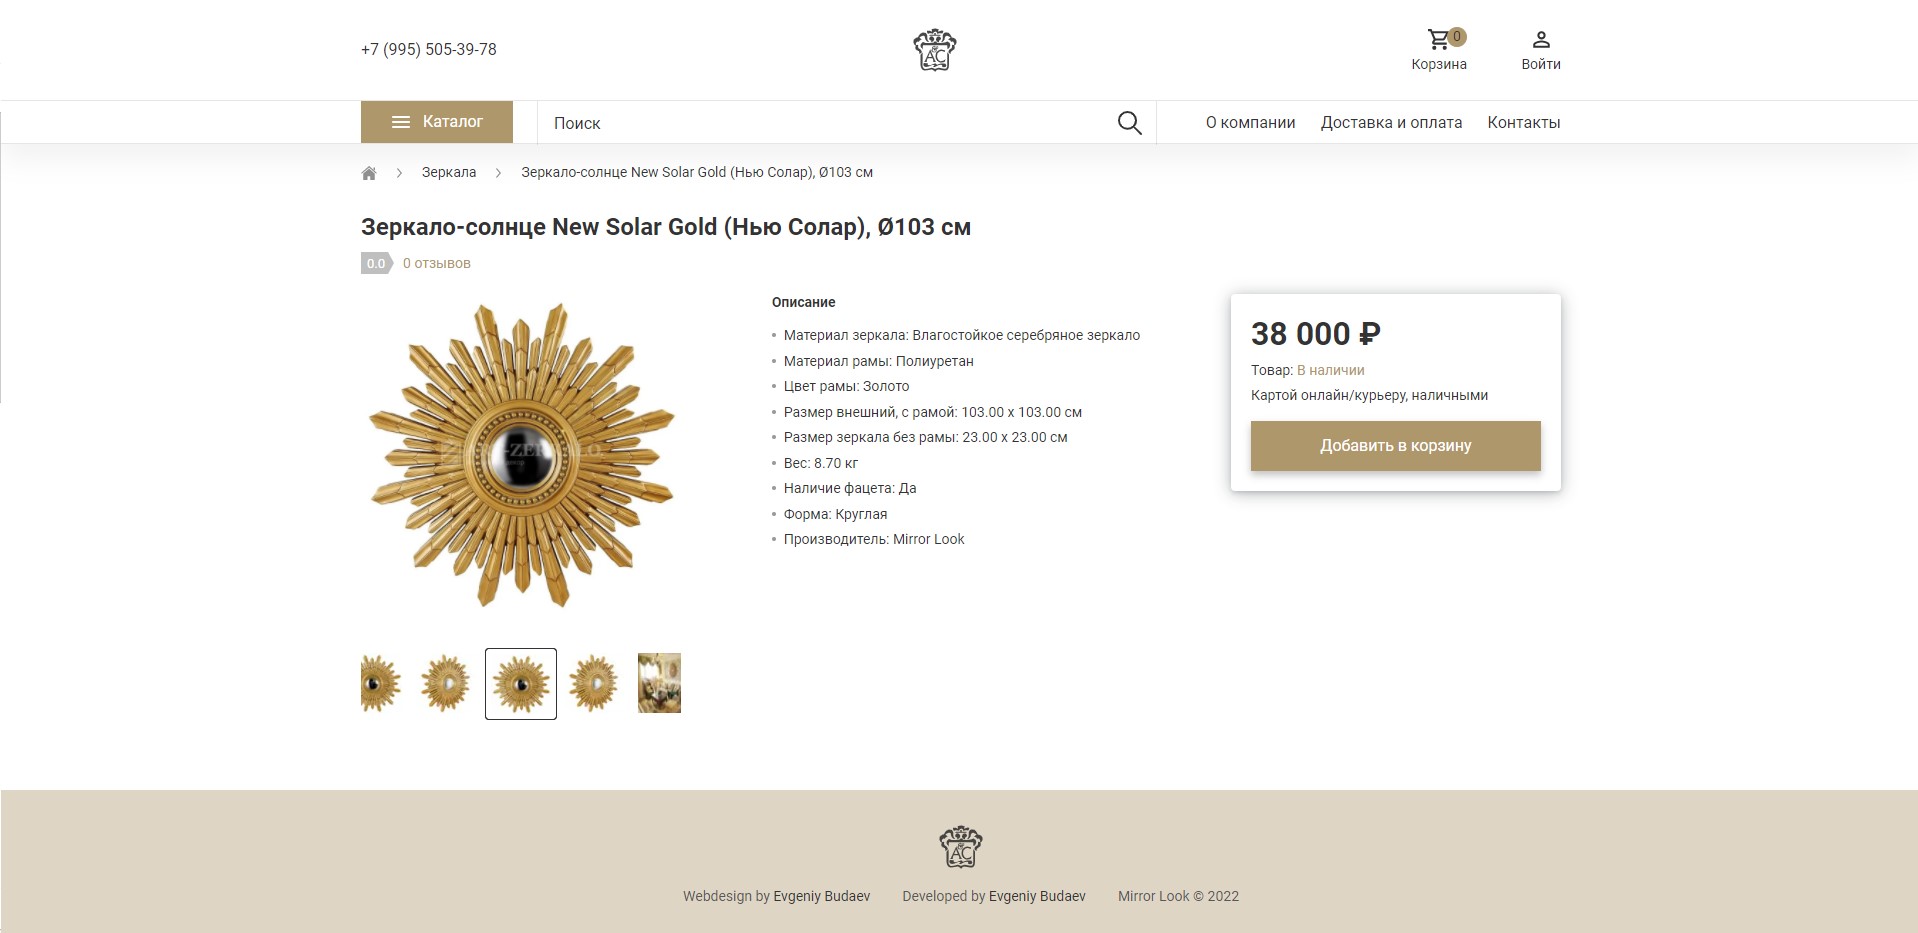 +7 (995) 505-39-78
AC
0
Корзина
Войти
Каталог
Поиск
О компании
Доставка и оплата
Контакты
Зеркала
Зеркало-солнце New Solar Gold (Нью Солар), Ø103 см
Зеркало-солнце New Solar Gold (Нью Солар), Ø103 см
0.0
0 отзывов
Описание
Материал зеркала: Влагостойкое серебряное зеркало
Материал рамы: Полиуретан
Цвет рамы: Золото
Размер внешний, с рамой: 103.00 x 103.00 см
Размер зеркала без рамы: 23.00 x 23.00 см
Вес: 8.70 кг
Наличие фацета: Да
Форма: Круглая
Производитель: Mirror Look
38 000 ₽
Товар: В наличии
Картой онлайн/курьеру, наличными
Добавить в корзину
AC
Webdesign by Evgeniy Budaev
Developed by Evgeniy Budaev
Mirror Look © 2022